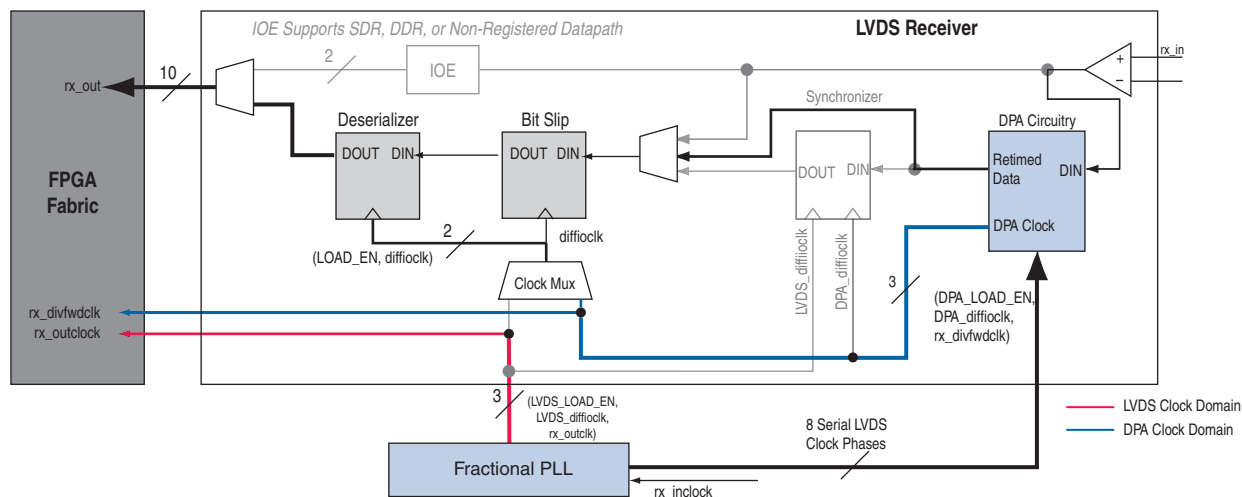 IOE Supports SDR, DDR, or Non-Registered Datapath
LVDS Receiver
rx_in
+
−
2
IOE
10
rx_out
Synchronizer
Deserializer
Bit Slip
DPA Circuitry
DOUT DIN
DOUT DIN
DOUT DIN
Retimed
Data
DIN
DPA Clock
FPGA
Fabric
2
(LOAD_EN, diffioclk)
diffioclk
LVDS_diffiioclk
DPA_diffioclk
Clock Mux
3
(DPA_LOAD_EN,
DPA_diffioclk,
rx_divfwdclk)
rx_divfwdclk
rx_outclock
3
(LVDS_LOAD_EN,
LVDS_diffioclk,
rx_outclk)
LVDS Clock Domain
DPA Clock Domain
8 Serial LVDS
Clock Phases
Fractional PLL
rx_inclock